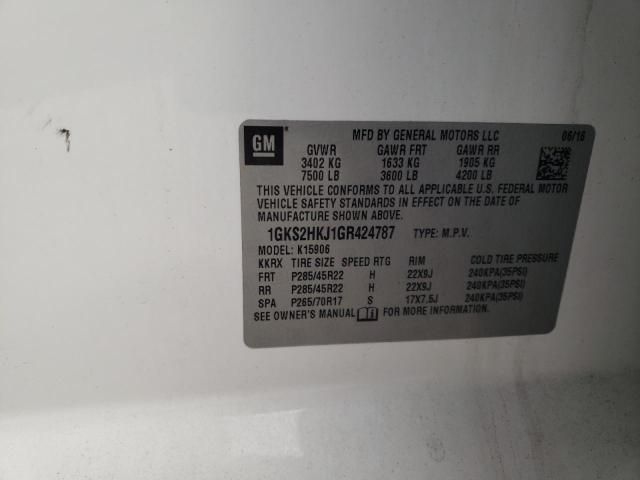 GM
MFD BY GENERAL MOTORS LLC 06/16
GVWR GAWR FRT GAWR RR
3402 KG 1633 KG 1905 KG
7500 LB 3600 LB 4200 LB
THIS VEHICLE CONFORMS TO ALL APPLICABLE U.S. FEDERAL MOTOR
VEHICLE SAFETY STANDARDS IN EFFECT ON THE DATE OF
MANUFACTURE SHOWN ABOVE.
1GKS2HKJ1GR424787 TYPE: M.P.V.
MODEL: K15906
KKRX TIRE SIZE SPEED RTG RIM COLD TIRE PRESSURE
FRT P285/45R22 H 22X9J 240KPA(35PSI)
RR P285/45R22 H 22X9J 240KPA(35PSI)
SPA P265/70R17 S 17X7.5J 240KPA(35PSI)
SEE OWNER'S MANUAL FOR MORE INFORMATION.